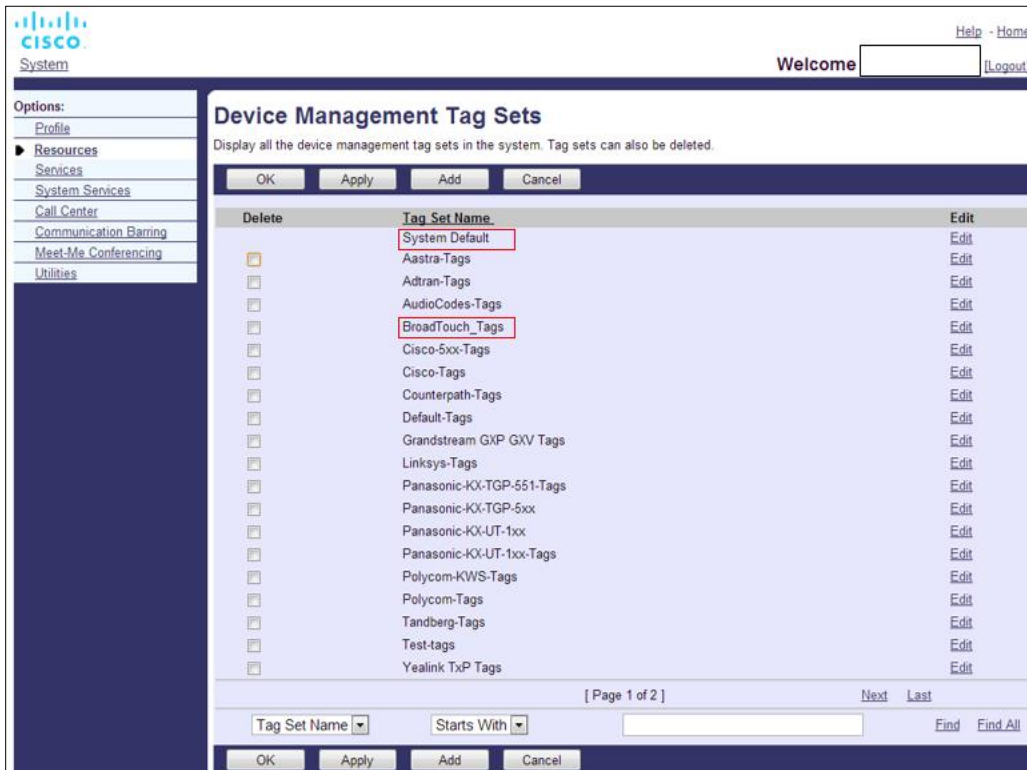 CISCO
Help - Home
System
Welcome
[Logout]
Options:
Profile
Resources
Services
System Services
Call Center
Communication Barring
Meet-Me Conferencing
Utilities
Device Management Tag Sets
Display all the device management tag sets in the system. Tag sets can also be deleted.
OK Apply Add Cancel
Delete Tag Set Name Edit
System Default Edit
Aastra-Tags Edit
Adtran-Tags Edit
AudioCodes-Tags Edit
BroadTouch_Tags Edit
Cisco-5xx-Tags Edit
Cisco-Tags Edit
Counterpath-Tags Edit
Default-Tags Edit
Grandstream GXP GXV Tags Edit
Linksys-Tags Edit
Panasonic-KX-TGP-551-Tags Edit
Panasonic-KX-TGP-5xx Edit
Panasonic-KX-UT-1xx Edit
Panasonic-KX-UT-1xx-Tags Edit
Polycom-KWS-Tags Edit
Polycom-Tags Edit
Tandberg-Tags Edit
Test-tags Edit
Yealink TxP Tags Edit
[ Page 1 of 2 ] Next Last
Tag Set Name Starts With Find Find All
OK Apply Add Cancel